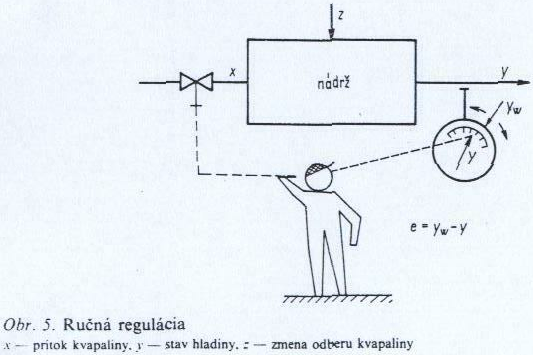 z
x
nádrž
y
y_w
y
e = y_w - y
Obr. 5. Ručná regulácia
x — prítok kvapaliny, y — stav hladiny, z — zmena odberu kvapaliny